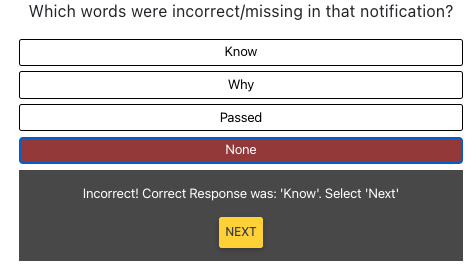 Which words were incorrect/missing in that notification?
Know
Why
Passed
None
Incorrect! Correct Response was: 'Know'. Select 'Next'
NEXT